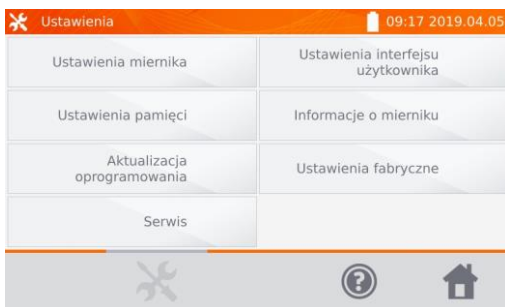 Ustawienia
09:17 2019.04.05
Ustawienia miernika
Ustawienia interfejsu
użytkownika
Ustawienia pamięci
Informacje o mierniku
Aktualizacja
oprogramowania
Ustawienia fabryczne
Serwis
?